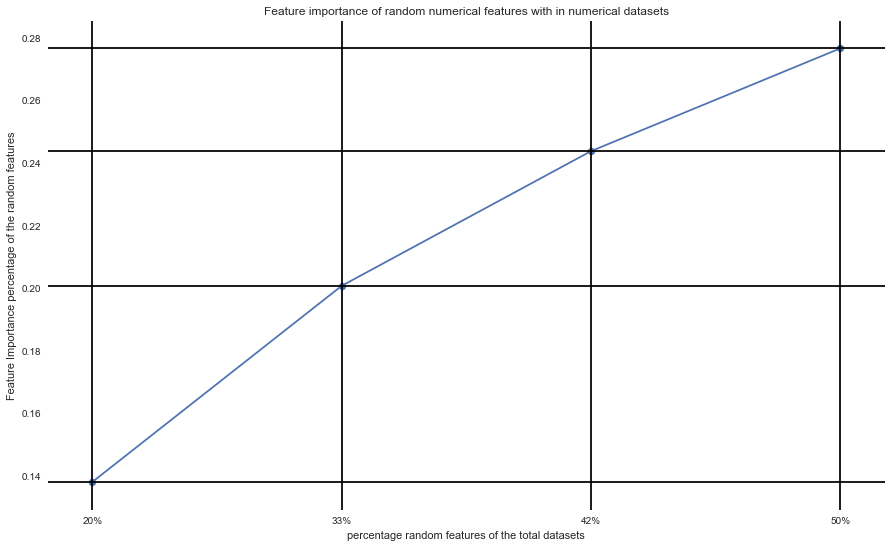 Feature importance of random numerical features with in numerical datasets
Feature Importance percentage of the random features
0.28
0.26
0.24
0.22
0.20
0.18
0.16
0.14
20% 33% 42% 50%
percentage random features of the total datasets